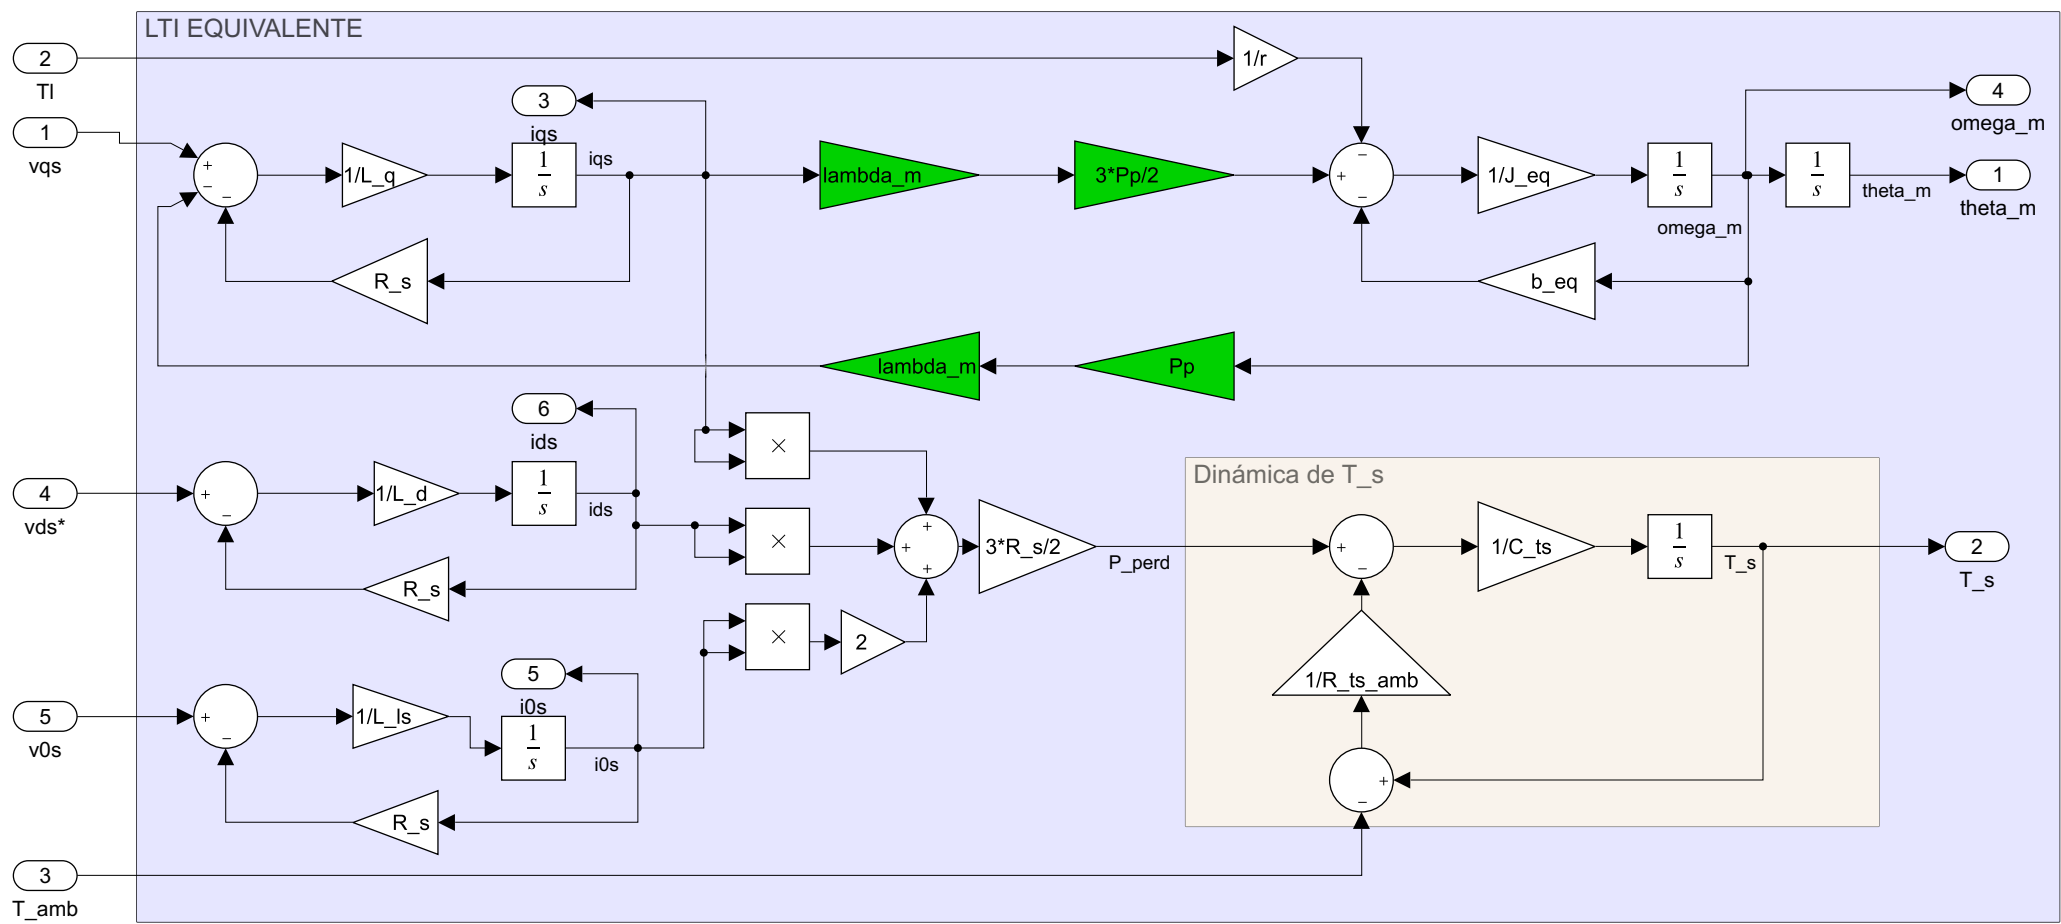 LTI EQUIVALENTE
2
Tl
1/r
3
iqs
4
omega_m
1
vqs
+
−
−
1/L_q
1
s
iqs
lambda_m
3*Pp/2
−
+
−
1/J_eq
1
s
omega_m
1
s
theta_m
1
theta_m
R_s
b_eq
lambda_m
Pp
6
ids
×
4
vds*
+
−
1/L_d
1
s
ids
R_s
×
+
+
+
3*R_s/2
P_perd
Dinámica de T_s
+
−
1/C_ts
1
s
T_s
2
T_s
×
2
1/R_ts_amb
5
i0s
5
v0s
+
−
1/L_ls
1
s
i0s
R_s
+
−
3
T_amb